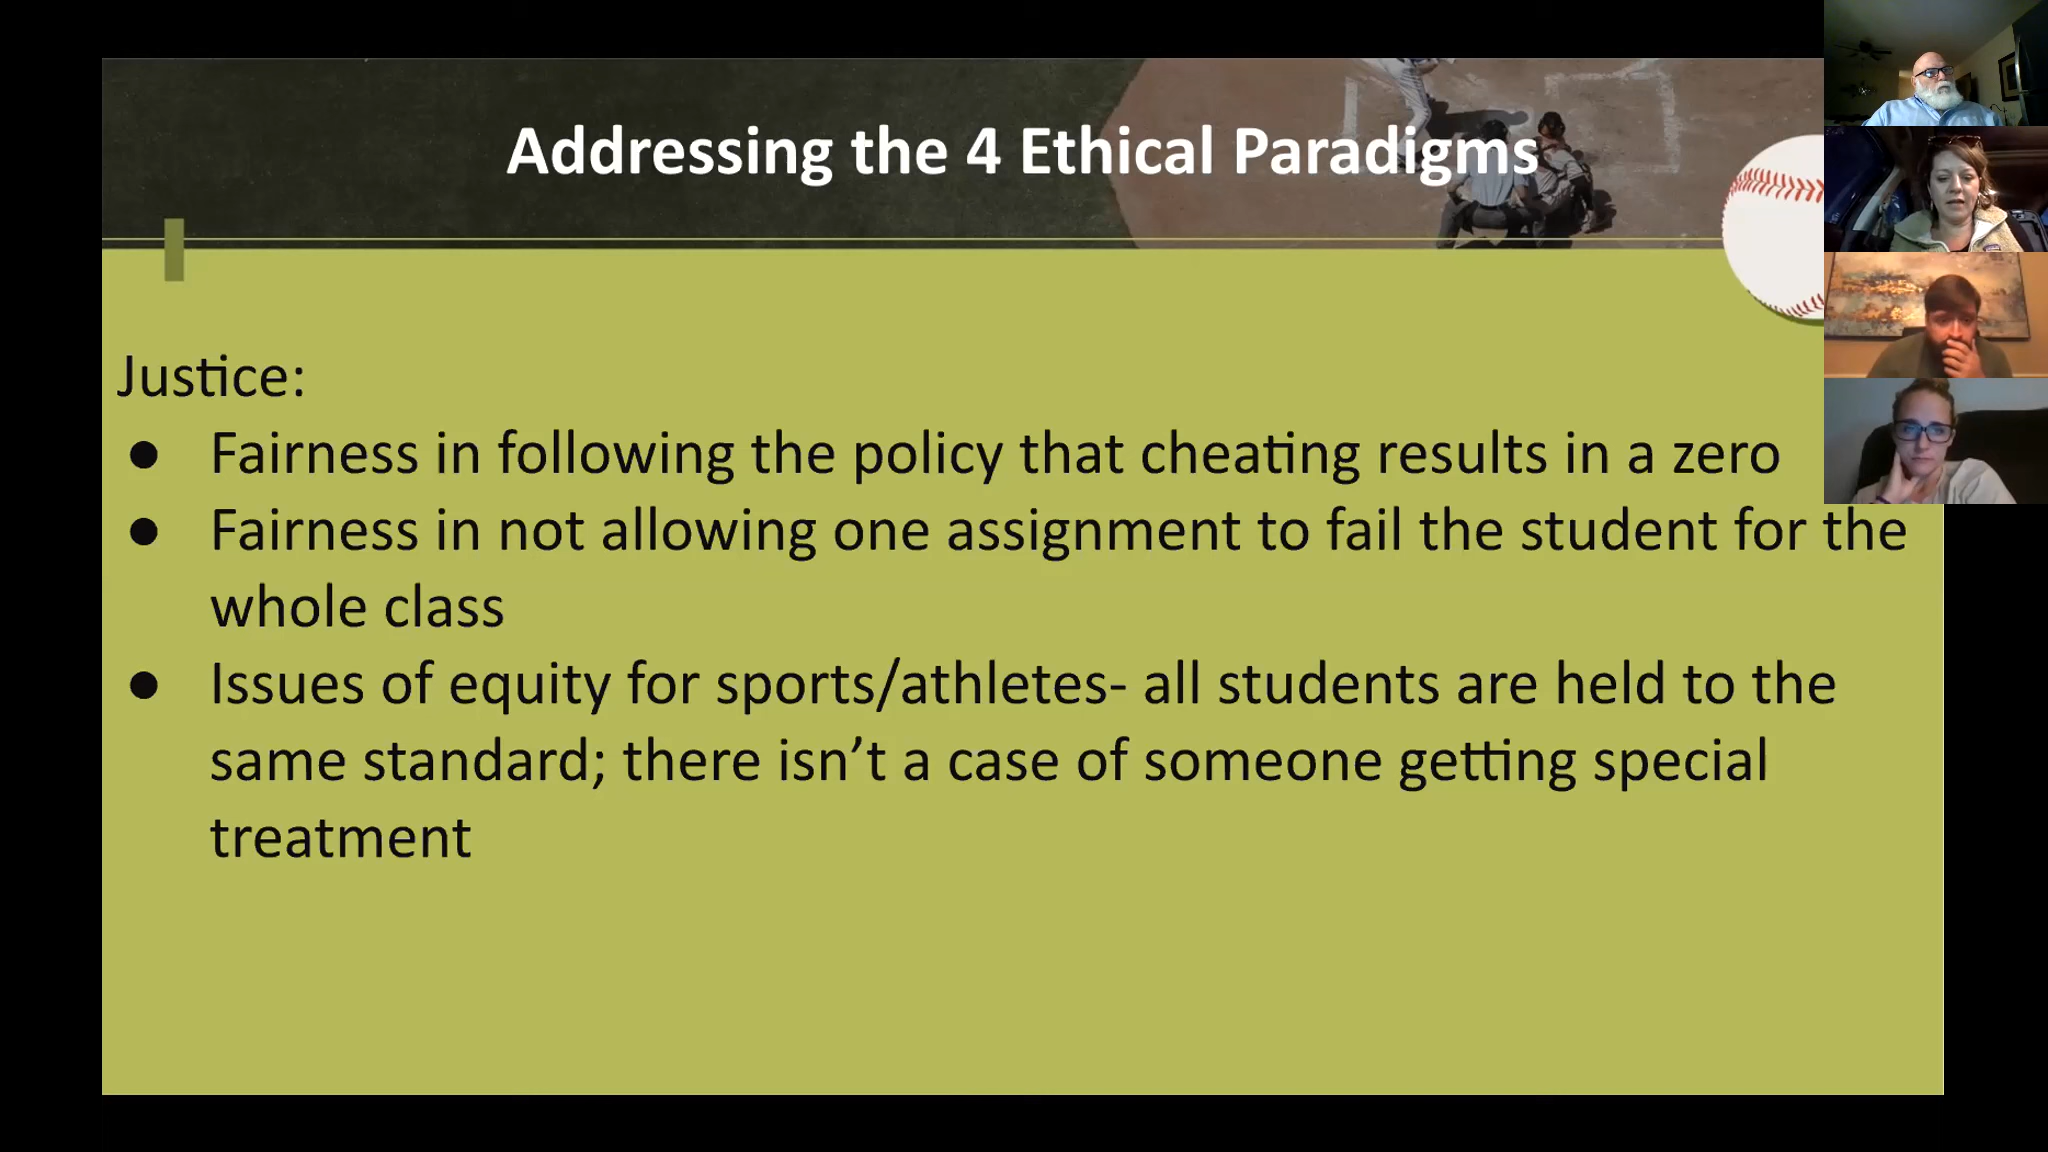 Addressing the 4 Ethical Paradigms
Justice:
● Fairness in following the policy that cheating results in a zero
● Fairness in not allowing one assignment to fail the student for the
whole class
● Issues of equity for sports/athletes- all students are held to the
same standard; there isn’t a case of someone getting special
treatment